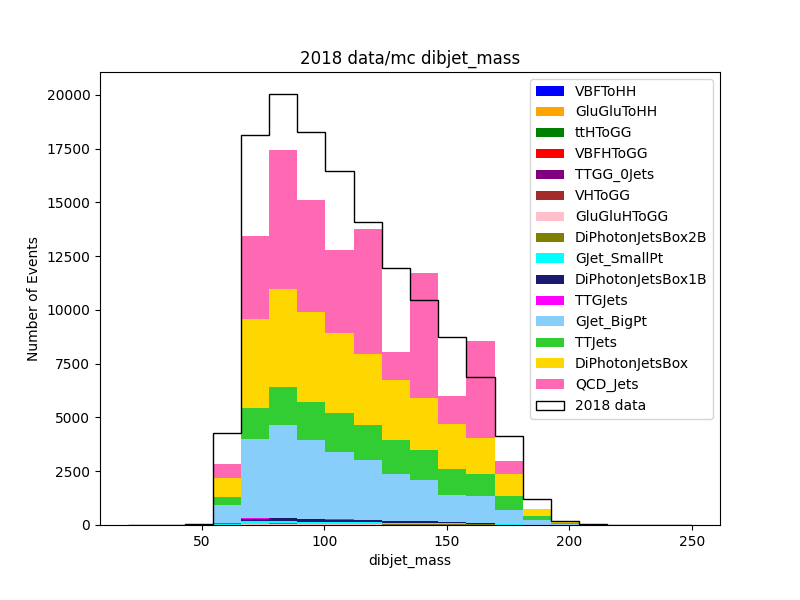 2018 data/mc dibjet_mass
20000
17500
15000
12500
10000
7500
5000
2500
0
Number of Events
50
100
150
200
250
dibjet_mass
VBFToHH
GluGluToHH
ttHToGG
VBFHToGG
TTGG_0Jets
VHToGG
GluGluHToGG
DiPhotonJetsBox2B
GJet_SmallPt
DiPhotonJetsBox1B
TTGJets
GJet_BigPt
TTJets
DiPhotonJetsBox
QCD_Jets
2018 data